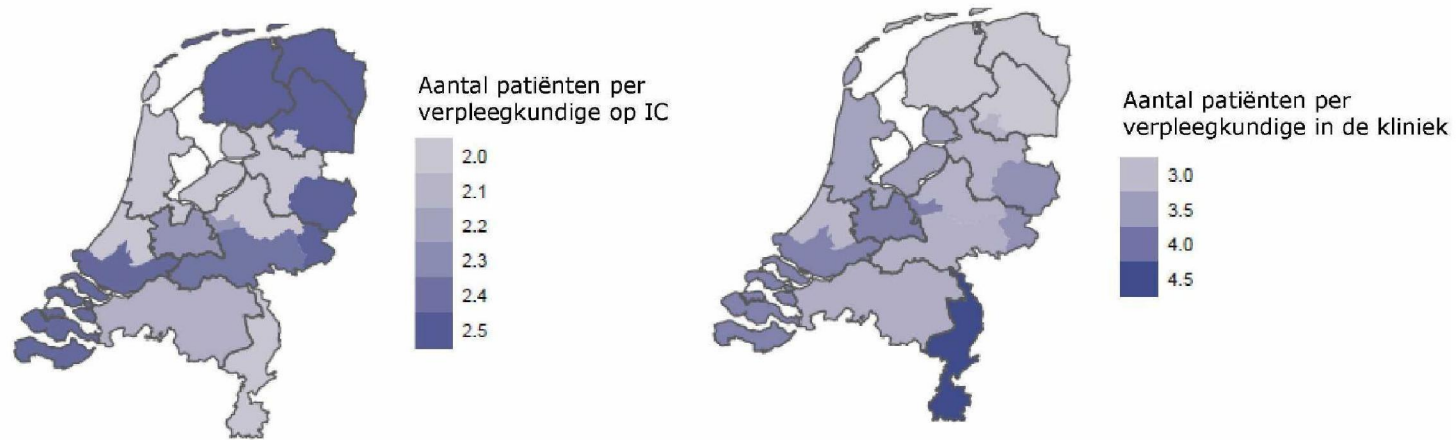 Aantal patiënten per
verpleegkundige op IC
2.0
2.1
2.2
2.3
2.4
2.5
Aantal patiënten per
verpleegkundige in de kliniek
3.0
3.5
4.0
4.5